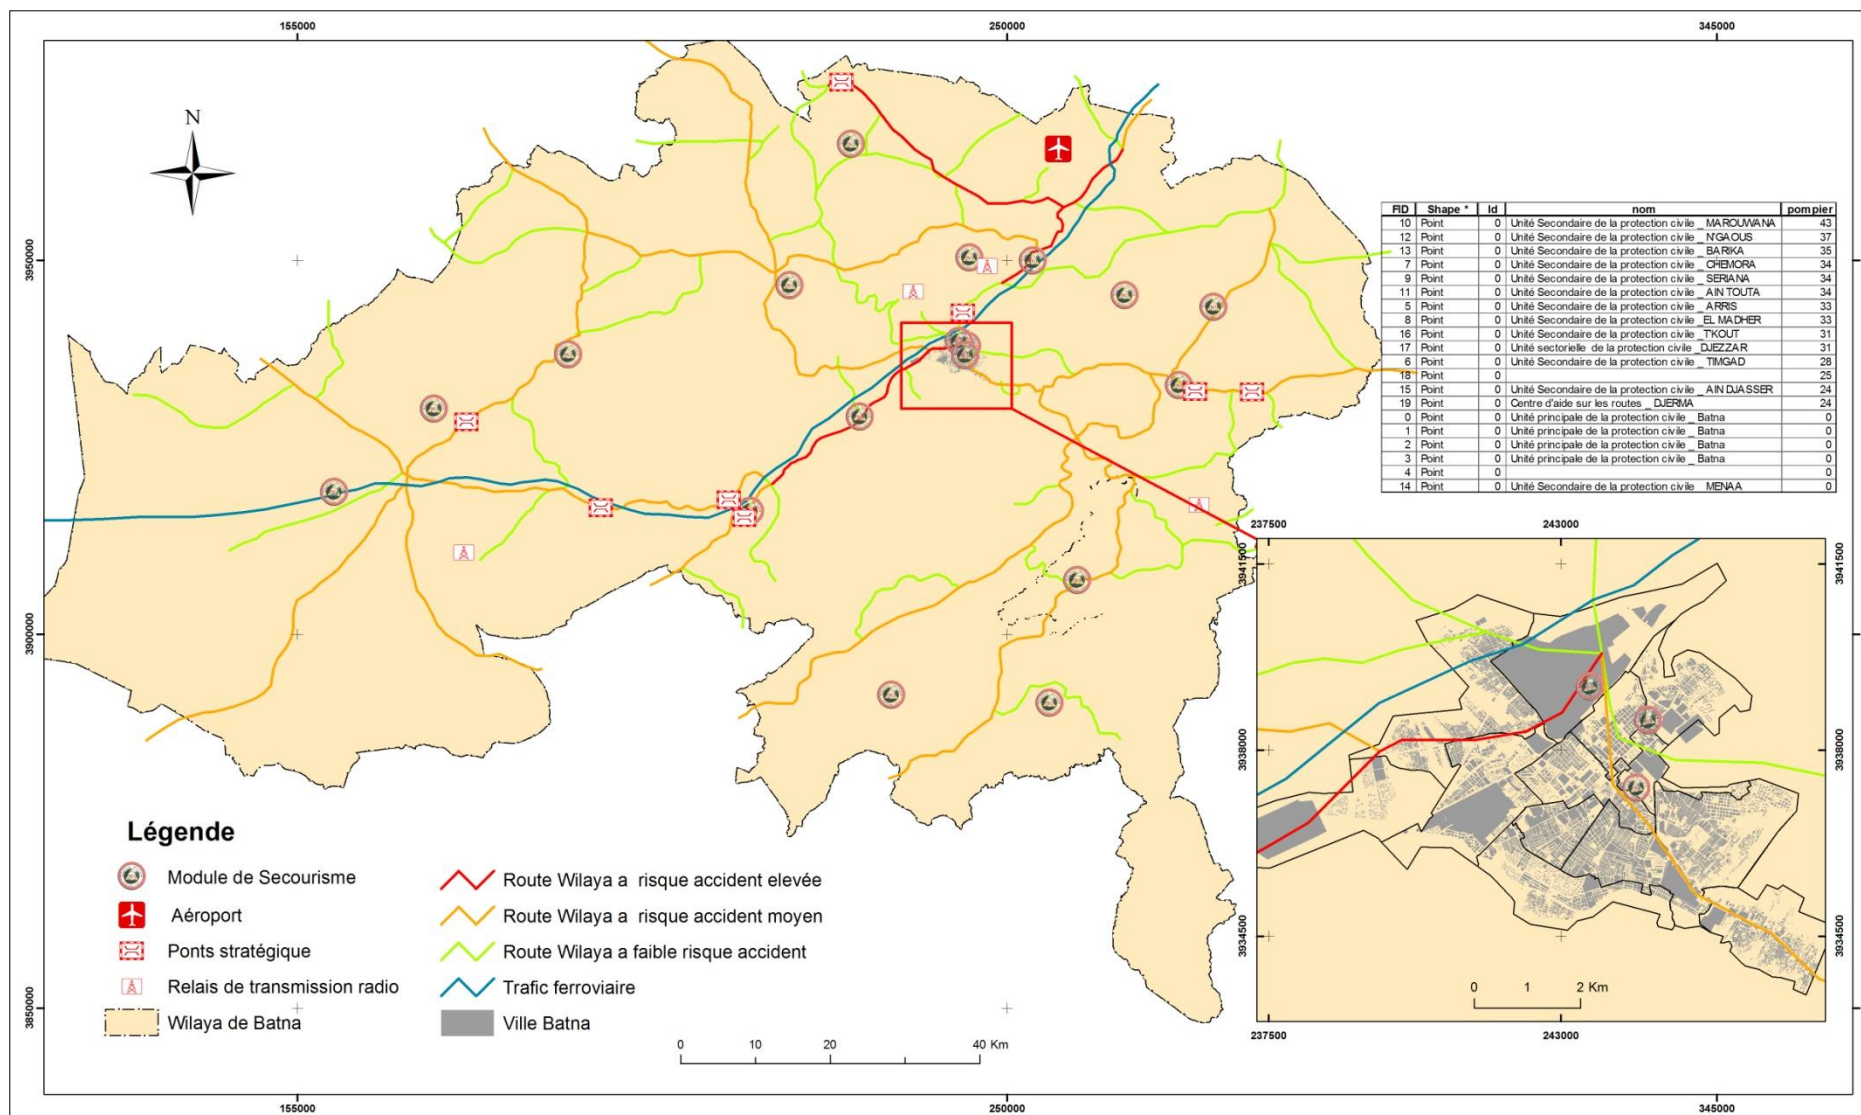 155000 250000 345000
N
FID Shape * Id nom pompier
10 Point 0 Unité Secondaire de la protection civile _ MAROUWANA 43
12 Point 0 Unité Secondaire de la protection civile _ N'GAOUS 37
13 Point 0 Unité Secondaire de la protection civile _ BARIKA 35
7 Point 0 Unité Secondaire de la protection civile _ CHEMORA 34
9 Point 0 Unité Secondaire de la protection civile _ SERIANA 34
11 Point 0 Unité Secondaire de la protection civile _ AIN TOUTA 34
5 Point 0 Unité Secondaire de la protection civile _ ARRIS 33
8 Point 0 Unité Secondaire de la protection civile _EL MADHER 33
16 Point 0 Unité Secondaire de la protection civile _ T'KOUT 31
17 Point 0 Unité sectorielle de la protection civile _DJEZZAR 31
6 Point 0 Unité Secondaire de la protection civile _ TIMGAD 28
18 Point 0 25
15 Point 0 Unité Secondaire de la protection civile _ AIN DJASSER 24
19 Point 0 Centre d'aide sur les routes _ DJERMA 24
0 Point 0 Unité principale de la protection civile _ Batna 0
1 Point 0 Unité principale de la protection civile _ Batna 0
2 Point 0 Unité principale de la protection civile _ Batna 0
3 Point 0 Unité principale de la protection civile _ Batna 0
4 Point 0 0
14 Point 0 Unité Secondaire de la protection civile _ MENAA 0
3950000
3900000
3850000
237500 243000
3941500 3941500
3938000 3938000
3934500 3934500
0 1 2 Km
237500 243000
Légende
Module de Secourisme
Aéroport
Ponts stratégique
Relais de transmission radio
Wilaya de Batna
Route Wilaya a risque accident elevée
Route Wilaya a risque accident moyen
Route Wilaya a faible risque accident
Trafic ferroviaire
Ville Batna
0 10 20 40 Km
155000 250000 345000